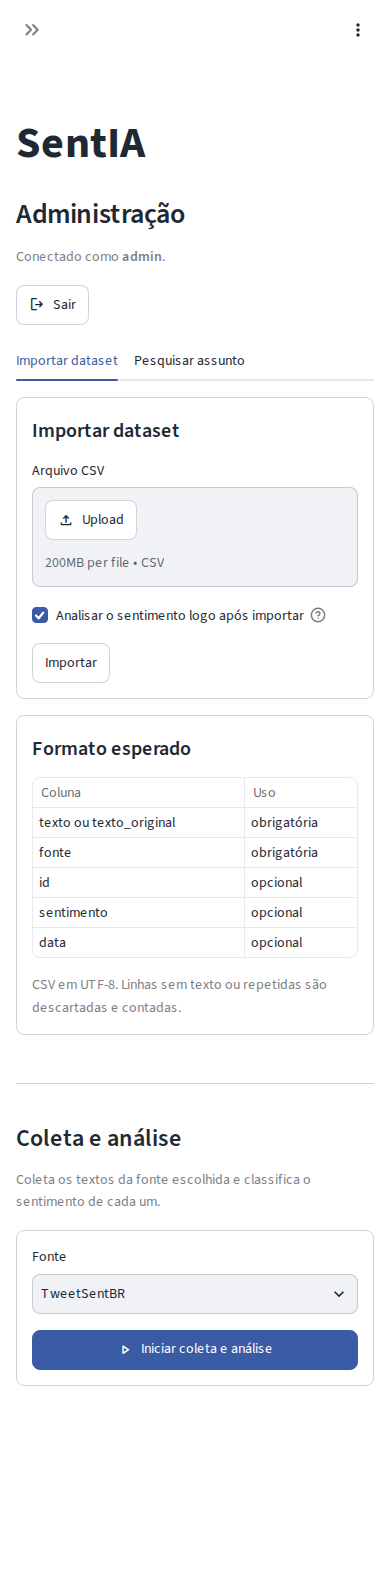 SentIA
Administração
Conectado como admin.
Sair
Importar dataset
Pesquisar assunto
Importar dataset
Arquivo CSV
Upload
200MB per file • CSV
Analisar o sentimento logo após importar
Importar
Formato esperado
Coluna Uso
texto ou texto_original obrigatória
fonte obrigatória
id opcional
sentimento opcional
data opcional
CSV em UTF-8. Linhas sem texto ou repetidas são
descartadas e contadas.
Coleta e análise
Coleta os textos da fonte escolhida e classifica o
sentimento de cada um.
Fonte
TweetSentBR
Iniciar coleta e análise